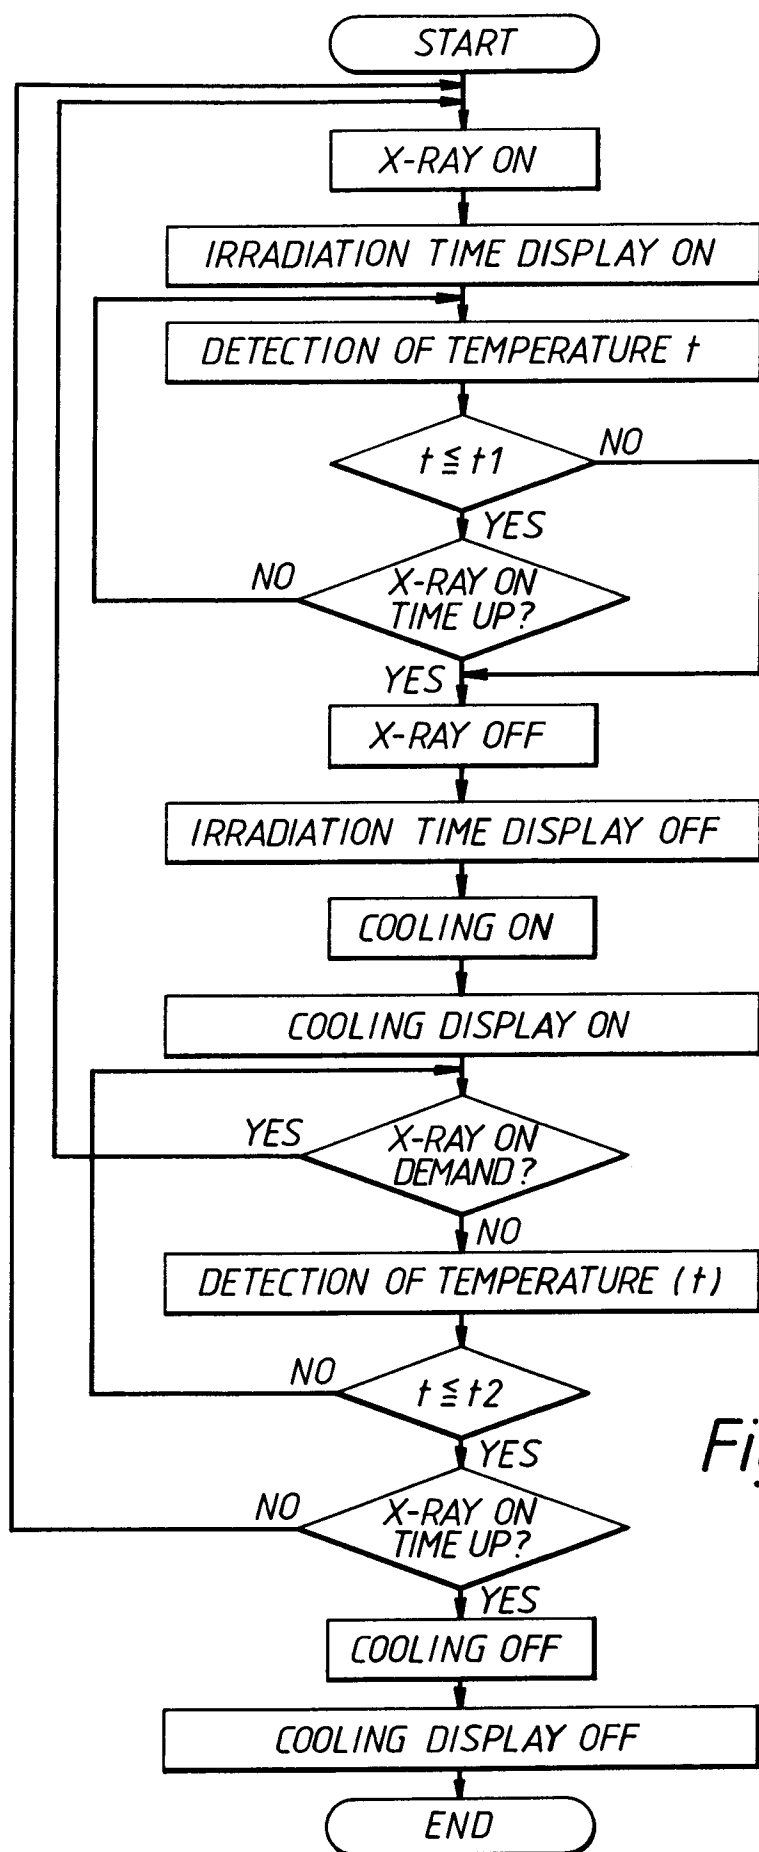 START
X-RAY ON
IRRADIATION TIME DISPLAY ON
DETECTION OF TEMPERATURE t
t ≦ t1
NO
YES
NO
X-RAY ON
TIME UP?
YES
X-RAY OFF
IRRADIATION TIME DISPLAY OFF
COOLING ON
COOLING DISPLAY ON
YES
X-RAY ON
DEMAND?
NO
DETECTION OF TEMPERATURE (t)
NO
t ≦ t2
YES
NO
X-RAY ON
TIME UP?
YES
COOLING OFF
COOLING DISPLAY OFF
END